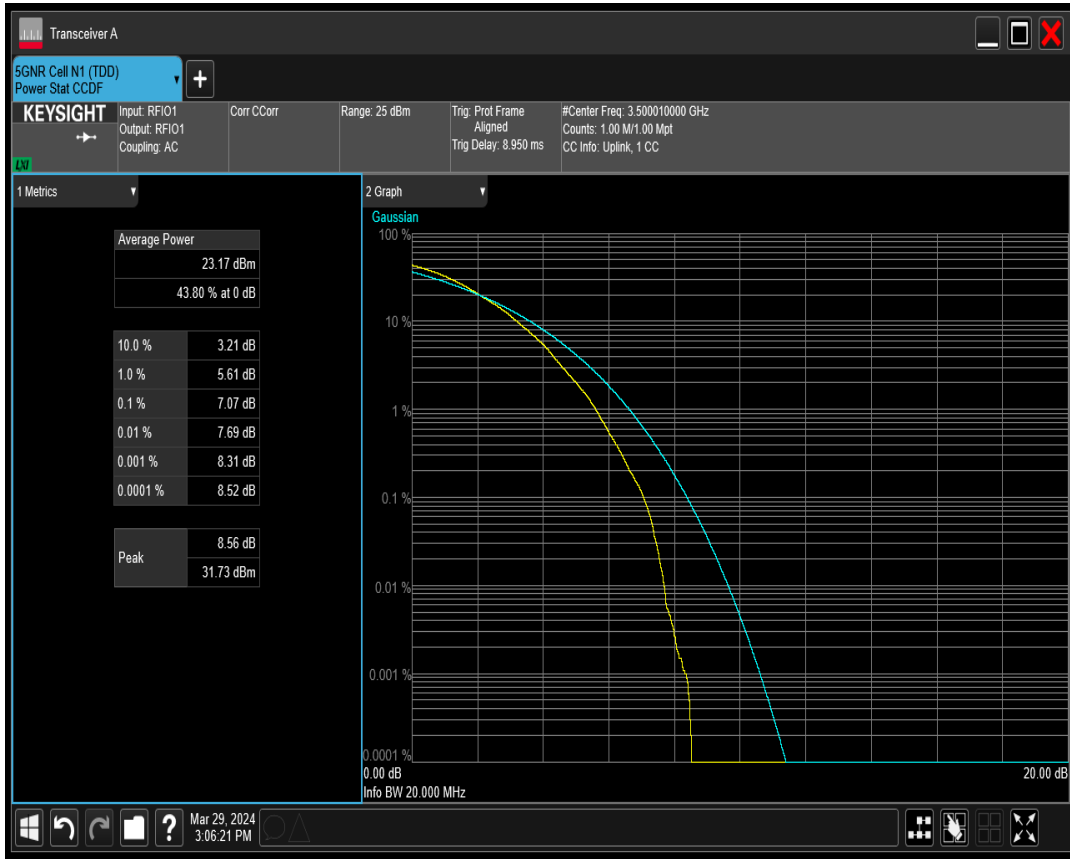 Transceiver A
5GNR Cell N1 (TDD)
Power Stat CCDF
+
KEYSIGHT
LXI
Input: RFIO1
Output: RFIO1
Coupling: AC
Corr CCorr
Range: 25 dBm
Trig: Prot Frame
Aligned
Trig Delay: 8.950 ms
#Center Freq: 3.500010000 GHz
Counts: 1.00 M/1.00 Mpt
CC Info: Uplink, 1 CC
1 Metrics
Average Power
23.17 dBm
43.80 % at 0 dB
10.0 % 3.21 dB
1.0 % 5.61 dB
0.1 % 7.07 dB
0.01 % 7.69 dB
0.001 % 8.31 dB
0.0001 % 8.52 dB
Peak
8.56 dB
31.73 dBm
2 Graph
Gaussian
100 %
10 %
1 %
0.1 %
0.01 %
0.001 %
0.0001 %
0.00 dB 20.00 dB
Info BW 20.000 MHz
?
Mar 29, 2024
3:06:21 PM